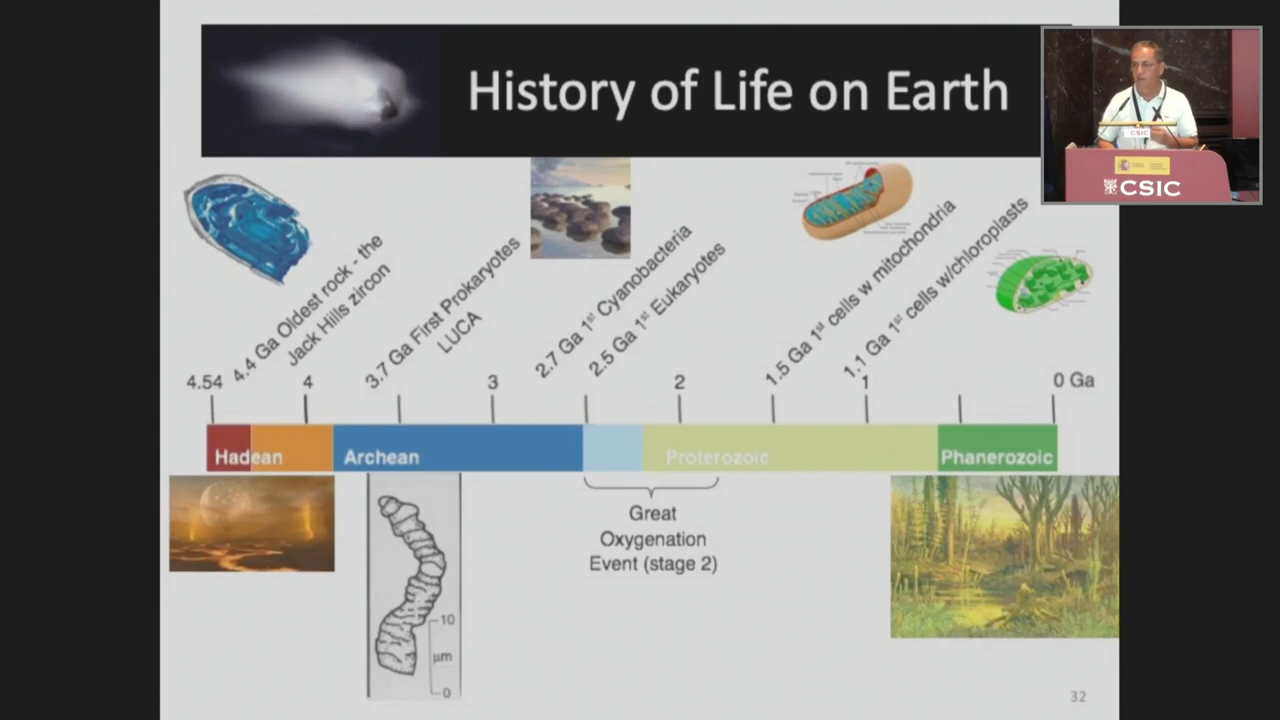 History of Life on Earth
CSIC
CSIC
4.4 Ga Oldest rock - the
Jack Hills zircon
3.7 Ga First Prokaryotes
LUCA
2.7 Ga 1st Cyanobacteria
2.5 Ga 1st Eukaryotes
1.5 Ga 1st cells w mitochondria
1.1 Ga 1st cells w/chloroplasts
4.54
4
3
2
1
0 Ga
Hadean
Archean
Proterozoic
Phanerozoic
Great
Oxygenation
Event (stage 2)
10
µm
0
32